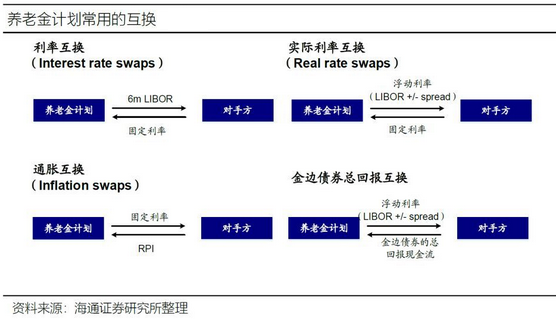 养老金计划常用的互换
利率互换
（Interest rate swaps）
养老金计划
6m LIBOR
固定利率
对手方
实际利率互换
（Real rate swaps）
养老金计划
浮动利率
（LIBOR +/- spread）
固定利率
对手方
通胀互换
（Inflation swaps）
养老金计划
固定利率
RPI
对手方
金边债券总回报互换
养老金计划
浮动利率
（LIBOR +/- spread）
金边债券的总
回报现金流
对手方
资料来源：海通证券研究所整理